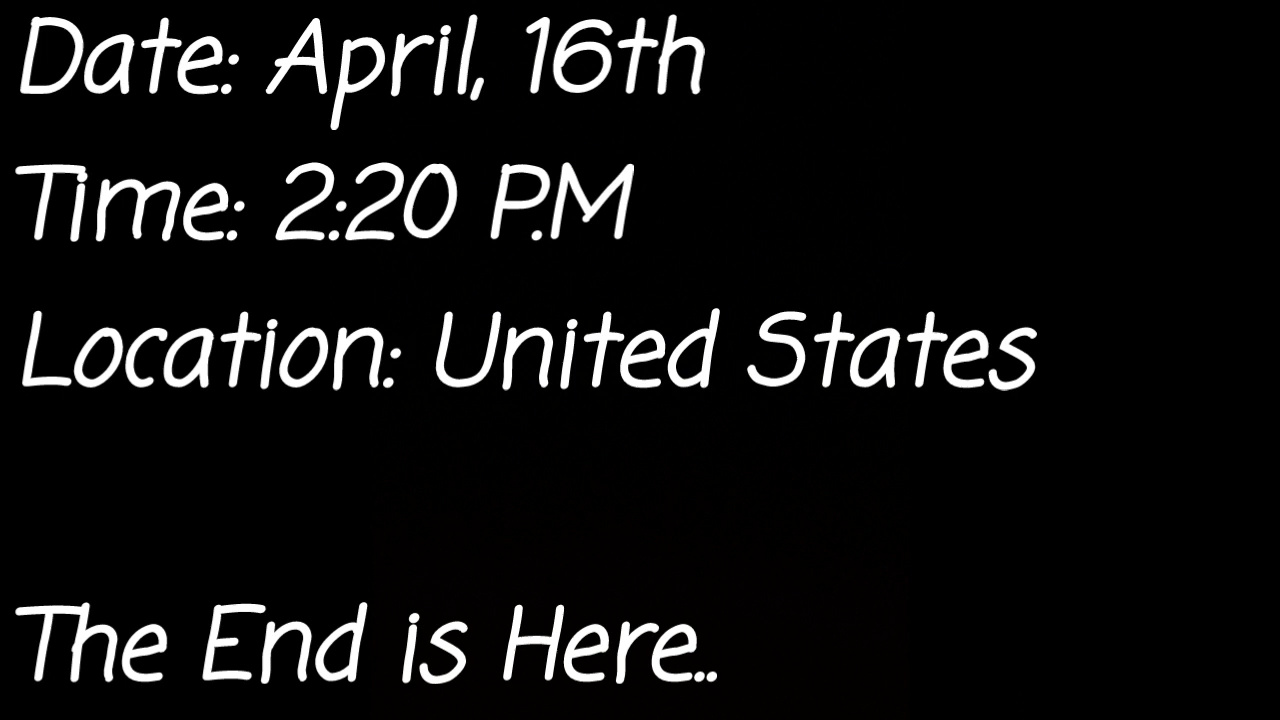 Date: April, 16th
Time: 2:20 P.M
Location: United States
The End is Here..